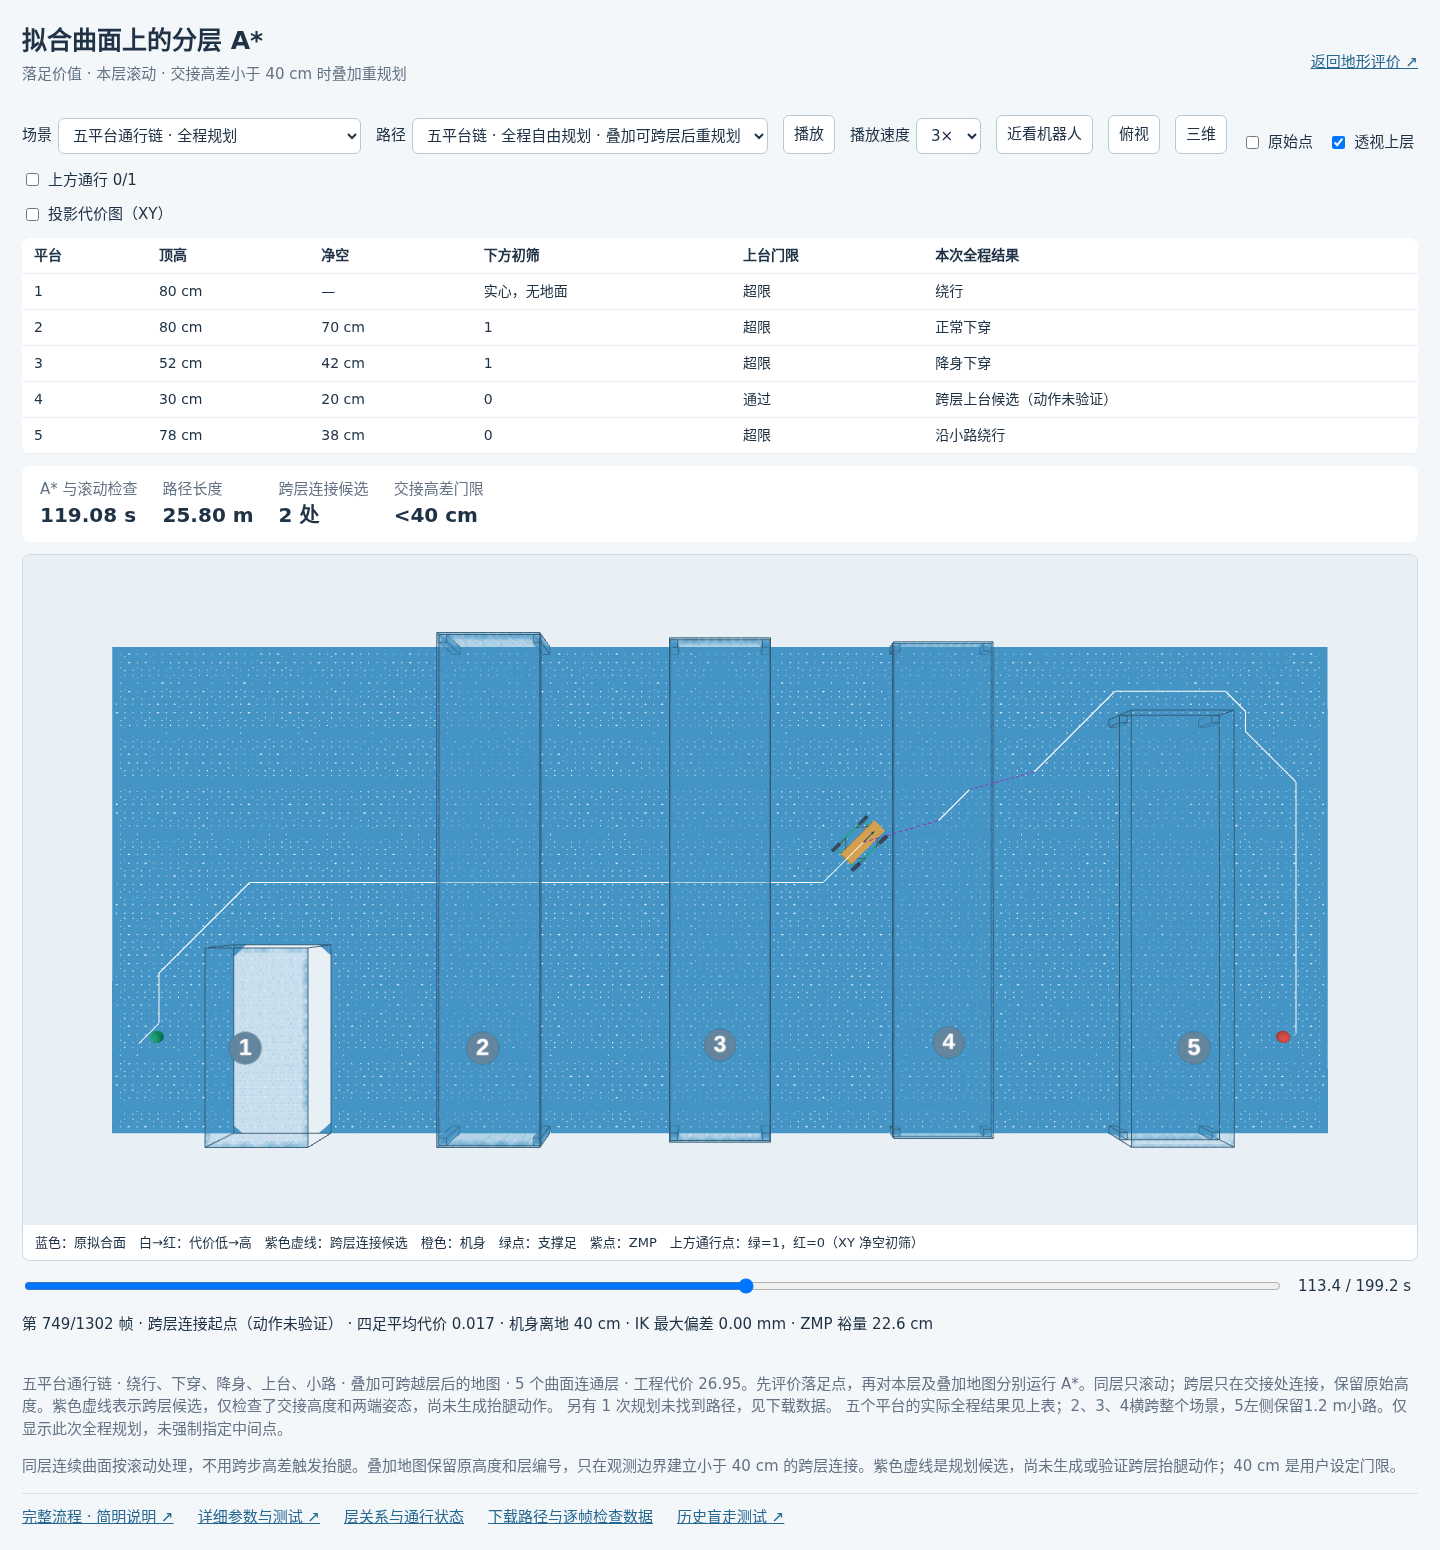 拟合曲面上的分层 A*
落足价值 · 本层滚动 · 交接高差小于 40 cm 时叠加重规划
返回地形评价 ↗
场景 五平台通行链 · 全程规划 路径 五平台链 · 全程自由规划 · 叠加可跨层后重规划 播放 播放速度 3× 近看机器人 俯视 三维 原始点 透视上层
上方通行 0/1
投影代价图（XY）
平台 顶高 净空 下方初筛 上台门限 本次全程结果
1 80 cm — 实心，无地面 超限 绕行
2 80 cm 70 cm 1 超限 正常下穿
3 52 cm 42 cm 1 超限 降身下穿
4 30 cm 20 cm 0 通过 跨层上台候选（动作未验证）
5 78 cm 38 cm 0 超限 沿小路绕行
A* 与滚动检查 路径长度 跨层连接候选 交接高差门限
119.08 s 25.80 m 2 处 <40 cm
1 2 3 4 5
蓝色：原拟合面 白→红：代价低→高 紫色虚线：跨层连接候选 橙色：机身 绿点：支撑足 紫点：ZMP 上方通行点：绿=1，红=0（XY 净空初筛）
113.4 / 199.2 s
第 749/1302 帧 · 跨层连接起点（动作未验证） · 四足平均代价 0.017 · 机身离地 40 cm · IK 最大偏差 0.00 mm · ZMP 裕量 22.6 cm
五平台通行链 · 绕行、下穿、降身、上台、小路 · 叠加可跨越层后的地图 · 5 个曲面连通层 · 工程代价 26.95。先评价落足点，再对本层及叠加地图分别运行 A*。同层只滚动；跨层只在交接处连接，保留原始高
度。紫色虚线表示跨层候选，仅检查了交接高度和两端姿态，尚未生成抬腿动作。 另有 1 次规划未找到路径，见下载数据。 五个平台的实际全程结果见上表；2、3、4横跨整个场景，5左侧保留1.2 m小路。仅
显示此次全程规划，未强制指定中间点。
同层连续曲面按滚动处理，不用跨步高差触发抬腿。叠加地图保留原高度和层编号，只在观测边界建立小于 40 cm 的跨层连接。紫色虚线是规划候选，尚未生成或验证跨层抬腿动作；40 cm 是用户设定门限。
完整流程 · 简明说明 ↗ 详细参数与测试 ↗ 层关系与通行状态 下载路径与逐帧检查数据 历史盲走测试 ↗